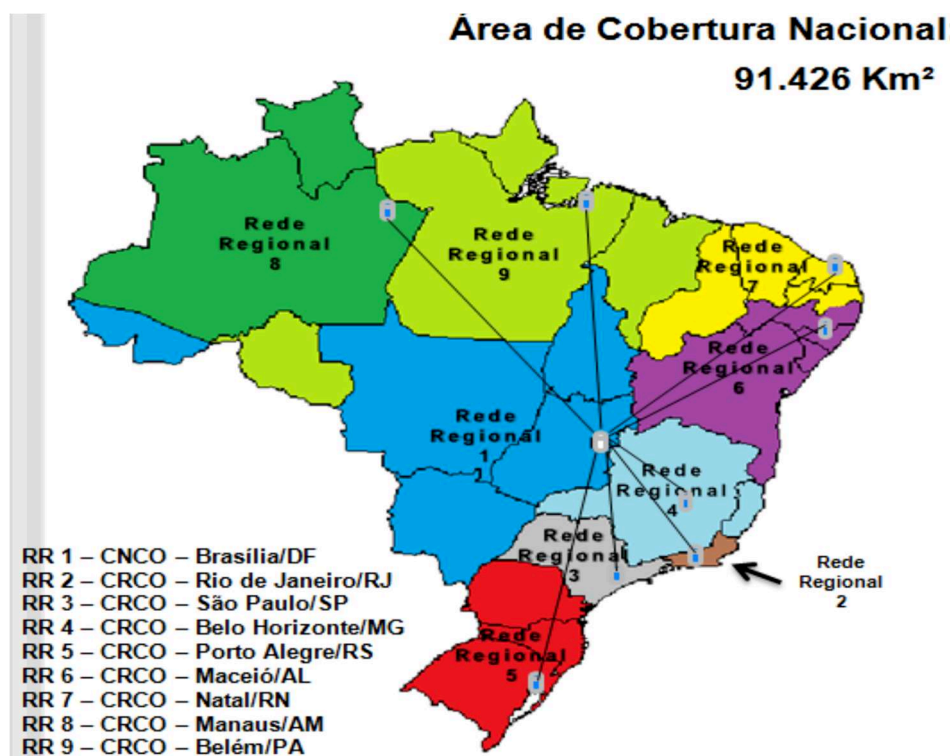 Área de Cobertura Nacional
91.426 Km²
Rede
Regional
8
Rede
Regional
9
Rede
Regional
7
Rede
Regional
6
Rede
Regional
1
Rede
Regional
4
Rede
Regional
3
Rede
Regional
2
Rede
Regional
5
RR 1 – CNCO – Brasília/DF
RR 2 – CRCO – Rio de Janeiro/RJ
RR 3 – CRCO – São Paulo/SP
RR 4 – CRCO – Belo Horizonte/MG
RR 5 – CRCO – Porto Alegre/RS
RR 6 – CRCO – Maceió/AL
RR 7 – CRCO – Natal/RN
RR 8 – CRCO – Manaus/AM
RR 9 – CRCO – Belém/PA